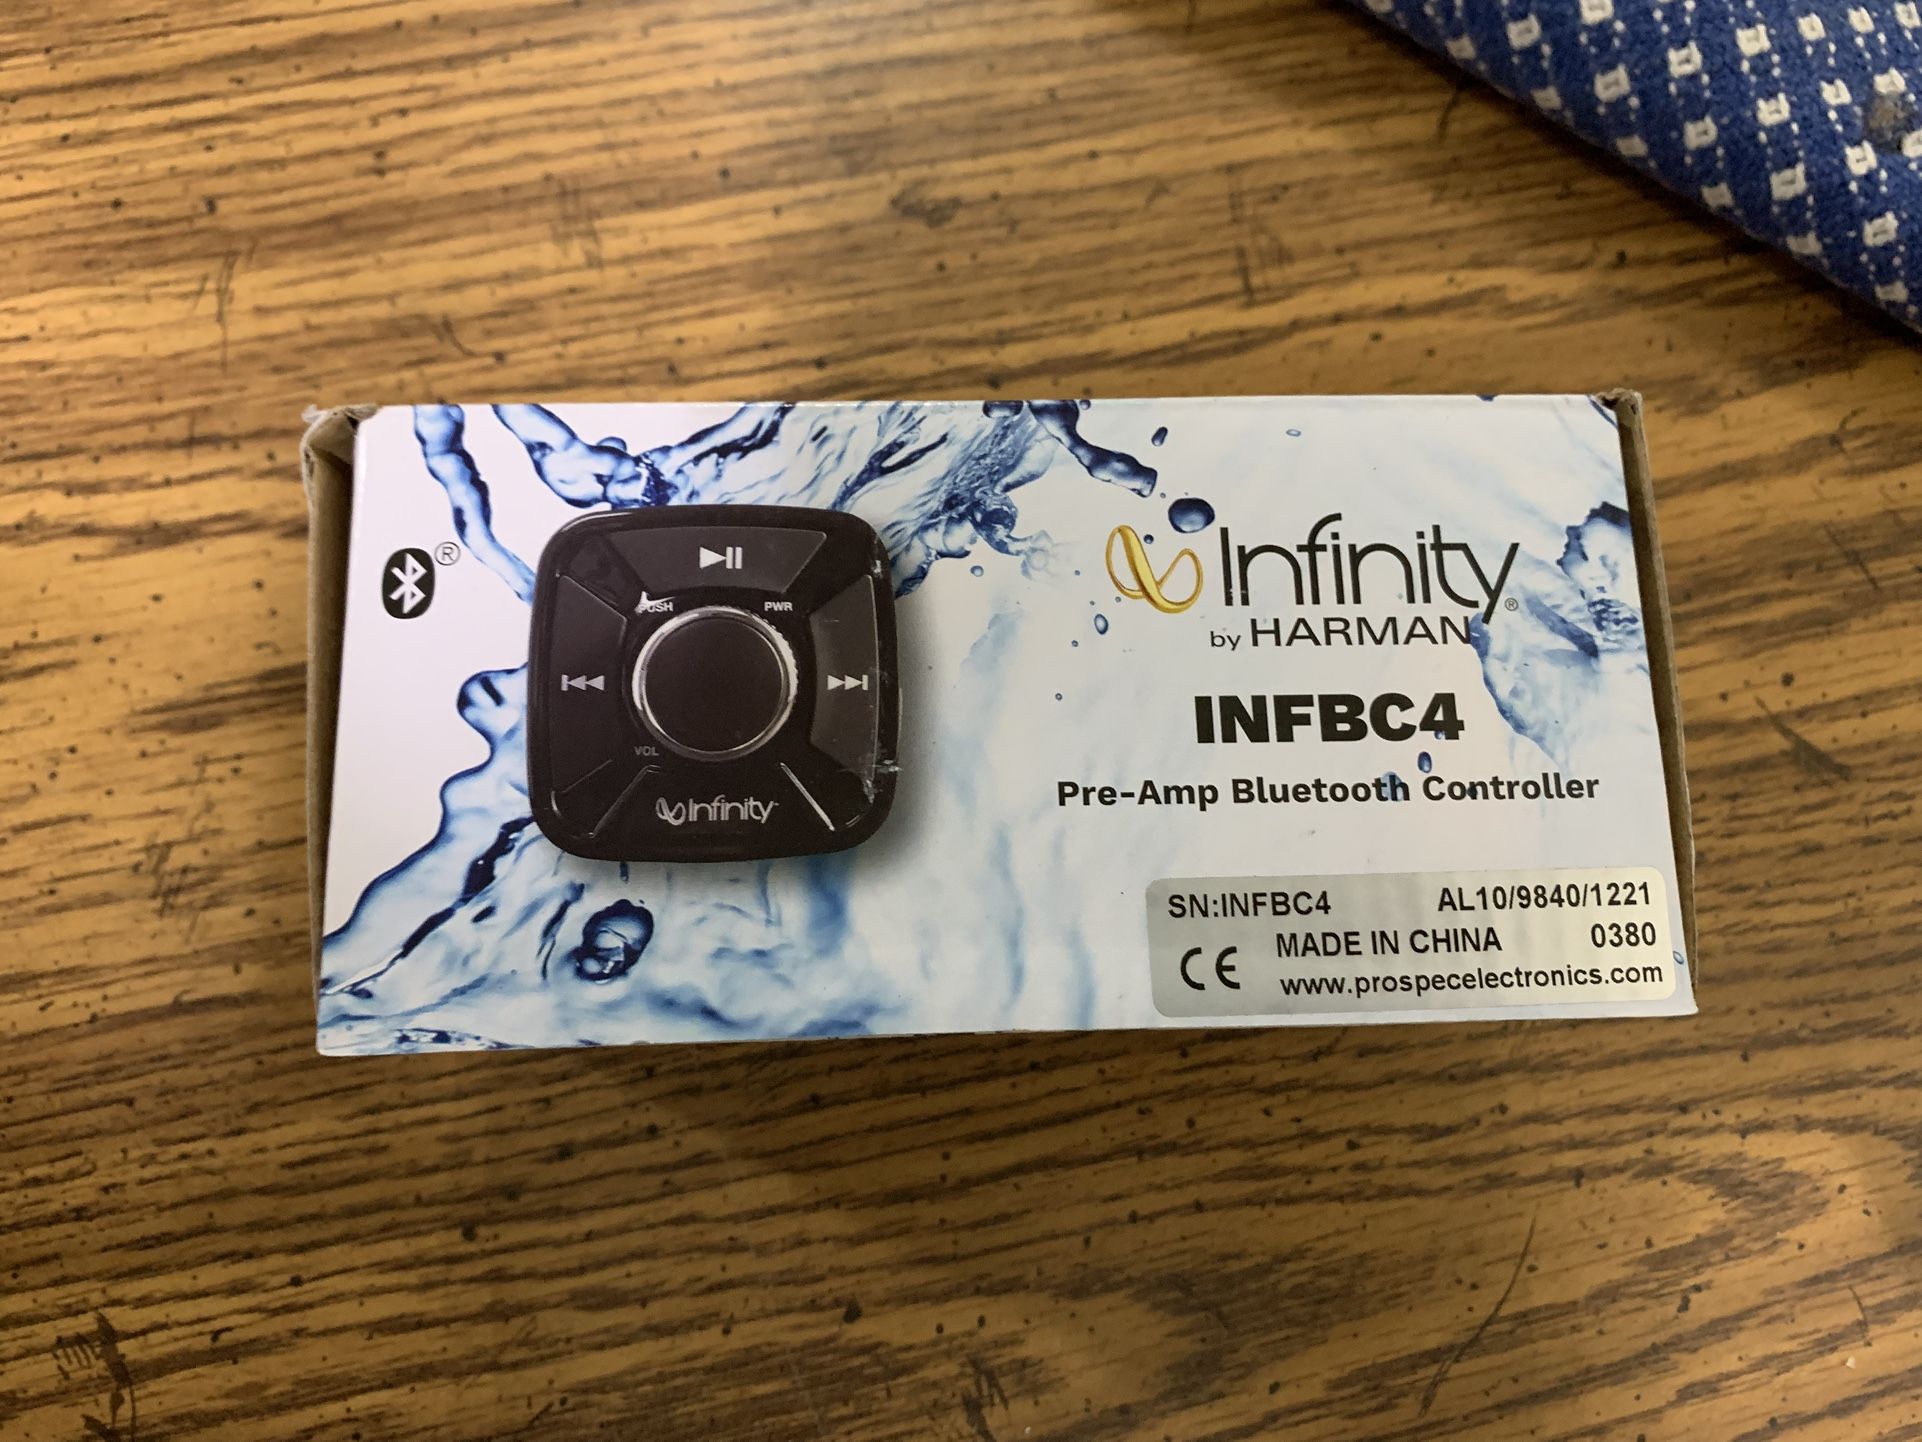 ®
PUSH PWR
VOL
Infinity
Infinity®
by HARMAN
INFBC4
Pre-Amp Bluetooth Controller
SN:INFBC4 AL10/9840/1221
MADE IN CHINA 0380
CE www.prospecelectronics.com